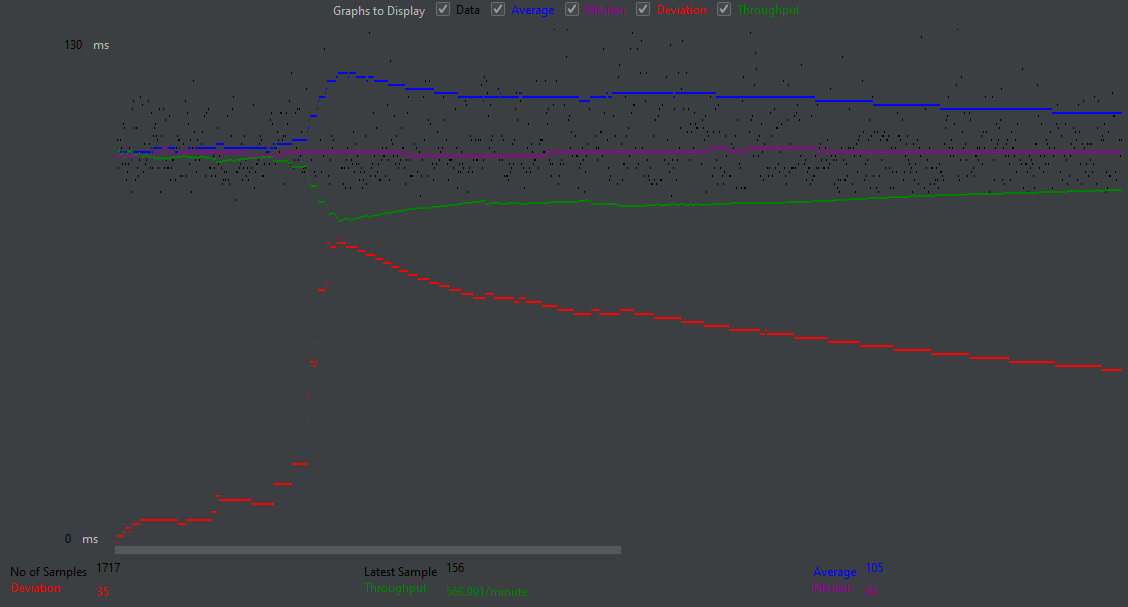 Graphs to Display Data Average Median Deviation Throughput
130 ms
0 ms
No of Samples 1717 Latest Sample 156 Average 105
Deviation 35 Throughput 566.991/minute Median